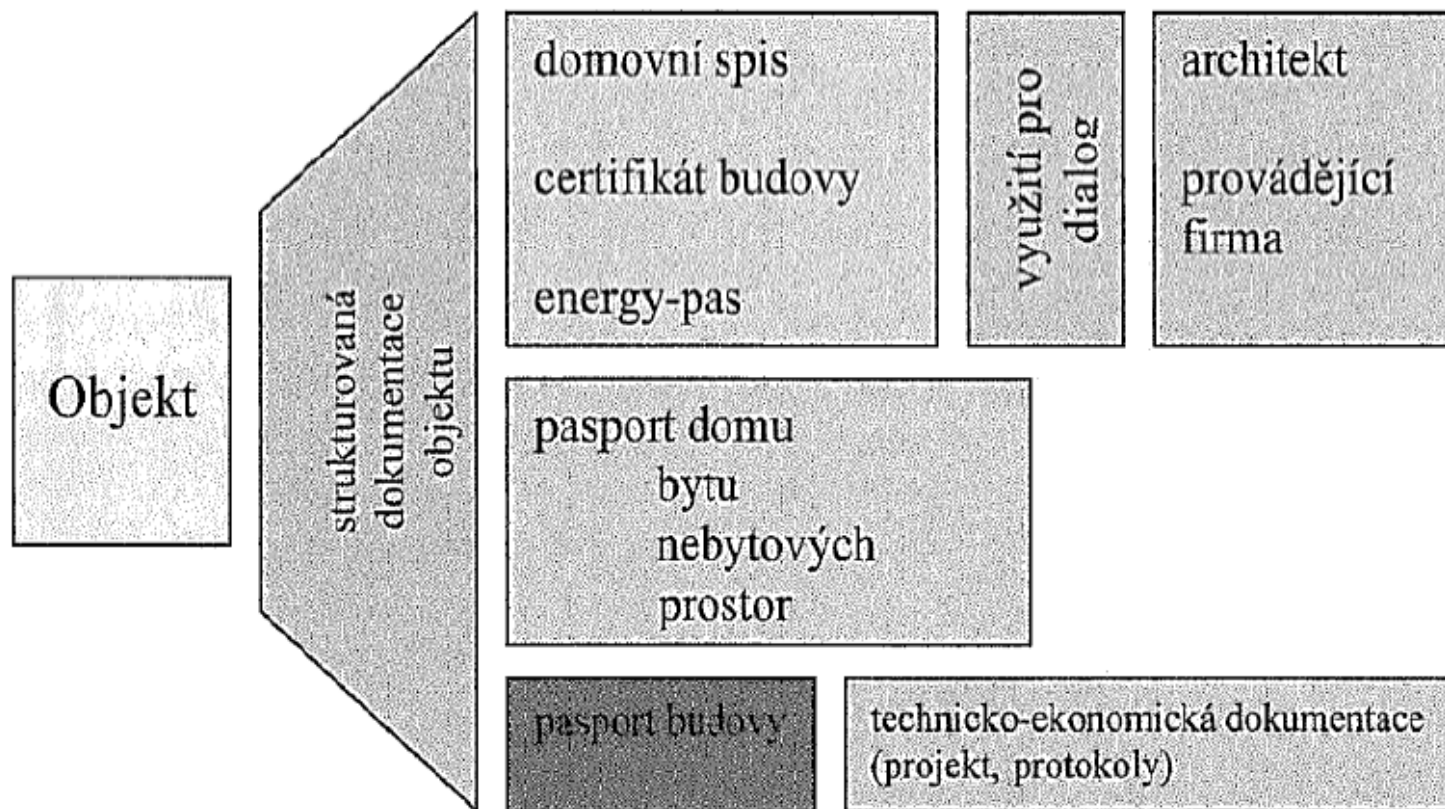 Objekt
strukturovaná
dokumentace
objektu
domovní spis
certifikát budovy
energy-pas
využití pro
dialog
architekt
provádějící
firma
pasport domu
bytu
nebytových
prostor
pasport budovy
technicko-ekonomická dokumentace
(projekt, protokoly)